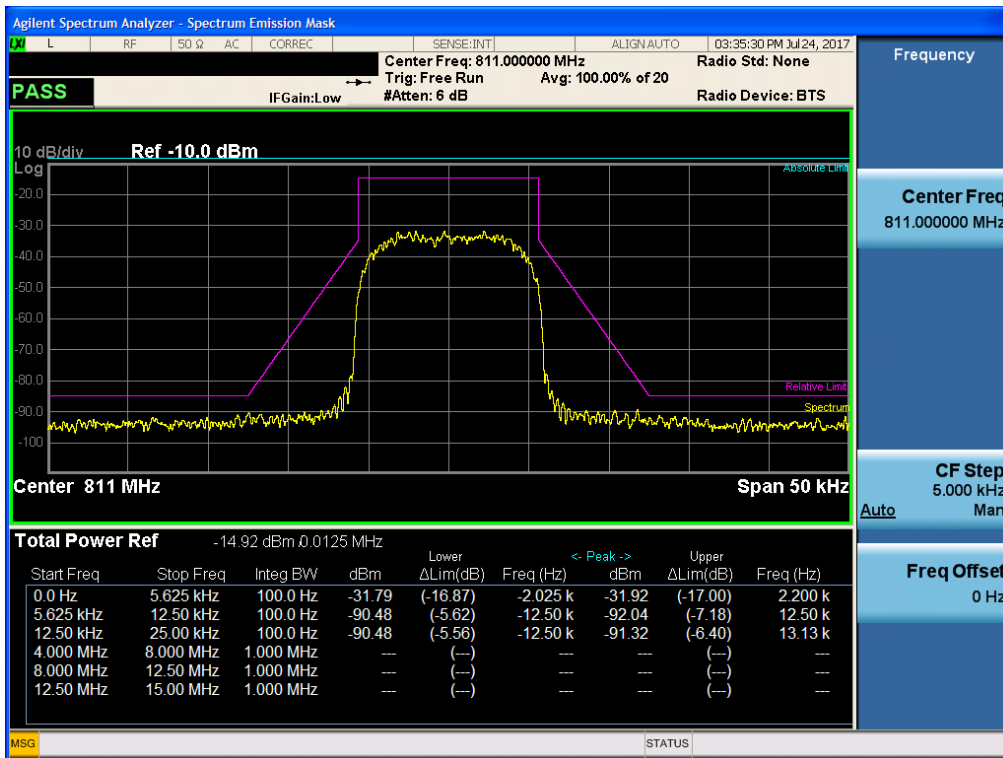 Agilent Spectrum Analyzer - Spectrum Emission Mask
LXI L RF 50 Ω AC CORREC SENSE:INT ALIGN AUTO 03:35:30 PM Jul 24, 2017
Center Freq: 811.000000 MHz Radio Std: None
Trig: Free Run Avg: 100.00% of 20
PASS IFGain:Low #Atten: 6 dB Radio Device: BTS
10 dB/div Ref -10.0 dBm
Log Absolute Limit
-20.0
-30.0
-40.0
-50.0
-60.0
-70.0
-80.0
Relative Limit
-90.0 Spectrum
-100
Center 811 MHz Span 50 kHz
Total Power Ref -14.92 dBm / 0.0125 MHz
Lower <- Peak -> Upper
Start Freq Stop Freq Integ BW dBm ΔLim(dB) Freq (Hz) dBm ΔLim(dB) Freq (Hz)
0.0 Hz 5.625 kHz 100.0 Hz -31.79 (-16.87) -2.025 k -31.92 (-17.00) 2.200 k
5.625 kHz 12.50 kHz 100.0 Hz -90.48 (-5.62) -12.50 k -92.04 (-7.18) 12.50 k
12.50 kHz 25.00 kHz 100.0 Hz -90.48 (-5.56) -12.50 k -91.32 (-6.40) 13.13 k
4.000 MHz 8.000 MHz 1.000 MHz --- (---) --- --- (---) ---
8.000 MHz 12.50 MHz 1.000 MHz --- (---) --- --- (---) ---
12.50 MHz 15.00 MHz 1.000 MHz --- (---) --- --- (---) ---
MSG STATUS
Frequency
Center Freq
811.000000 MHz
CF Step
5.000 kHz
Auto Man
Freq Offset
0 Hz